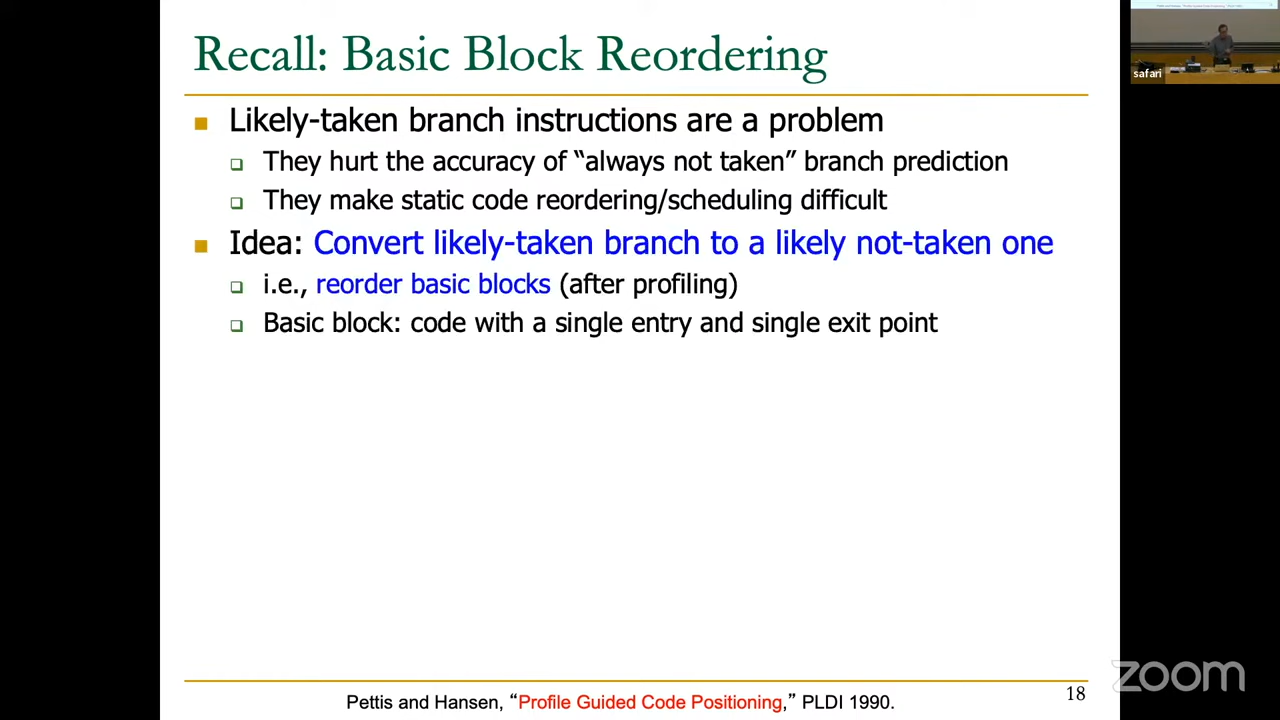 Recall: Basic Block Reordering
Likely-taken branch instructions are a problem
They hurt the accuracy of “always not taken” branch prediction
They make static code reordering/scheduling difficult
Idea: Convert likely-taken branch to a likely not-taken one
i.e., reorder basic blocks (after profiling)
Basic block: code with a single entry and single exit point
Pettis and Hansen, “Profile Guided Code Positioning,” PLDI 1990.
18
safari
zoom